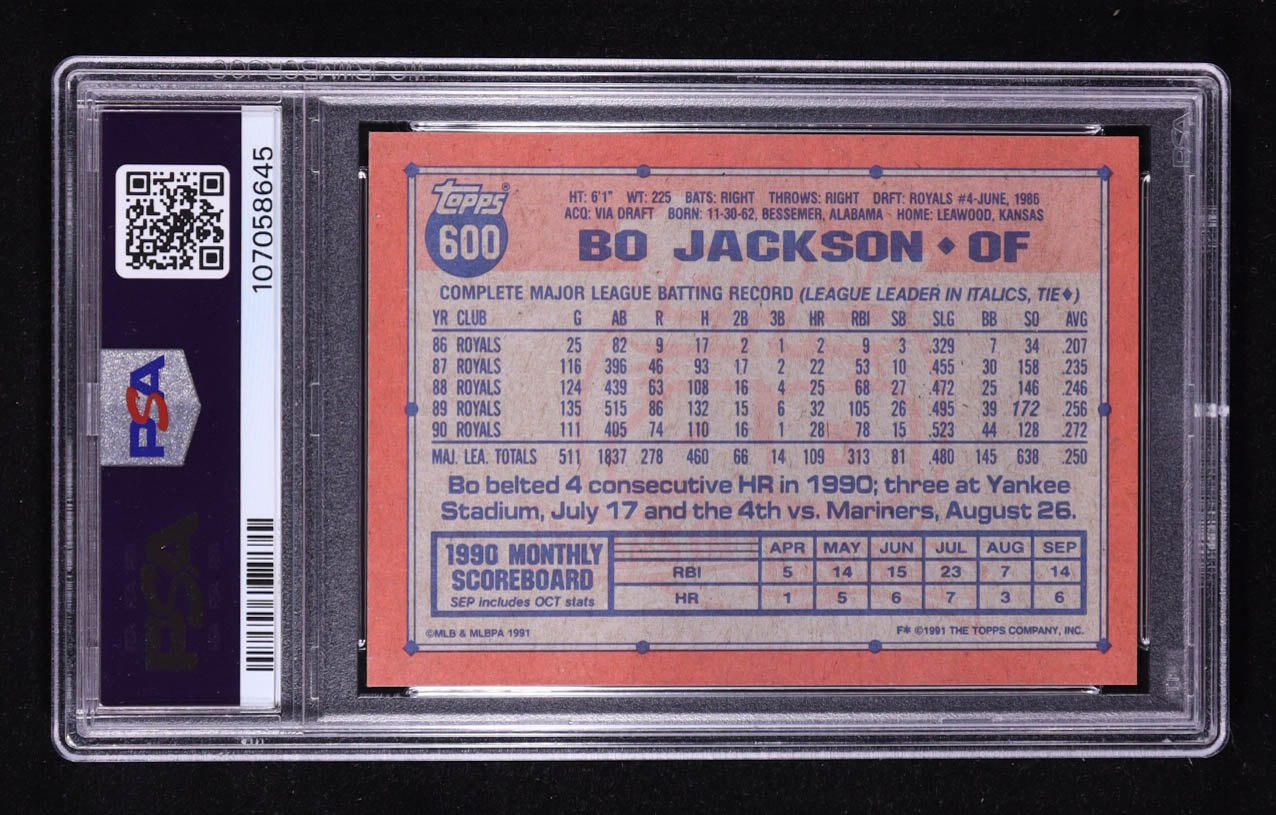 107058645
PSA
PSA
Topps®
600
HT: 6'1" WT: 225 BATS: RIGHT THROWS: RIGHT DRFT: ROYALS #4-JUNE, 1986
ACQ: VIA DRAFT BORN: 11-30-62, BESSEMER, ALABAMA HOME: LEAWOOD, KANSAS
BO JACKSON ♦ OF
COMPLETE MAJOR LEAGUE BATTING RECORD (LEAGUE LEADER IN ITALICS, TIE♦)
YR CLUB G AB R H 2B 3B HR RBI SB SLG BB SO AVG
86 ROYALS 25 82 9 17 2 1 2 9 3 .329 7 34 .207
87 ROYALS 116 396 46 93 17 2 22 53 10 .455 30 158 .235
88 ROYALS 124 439 63 108 16 4 25 68 27 .472 25 146 .246
89 ROYALS 135 515 86 132 15 6 32 105 26 .495 39 172 .256
90 ROYALS 111 405 74 110 16 1 28 78 15 .523 44 128 .272
MAJ. LEA. TOTALS 511 1837 278 460 66 14 109 313 81 .480 145 638 .250
Bo belted 4 consecutive HR in 1990; three at Yankee
Stadium, July 17 and the 4th vs. Mariners, August 26.
1990 MONTHLY
SCOREBOARD
SEP includes OCT stats
APR MAY JUN JUL AUG SEP
RBI 5 14 15 23 7 14
HR 1 5 6 7 3 6
©MLB & MLBPA 1991
F* ©1991 THE TOPPS COMPANY, INC.